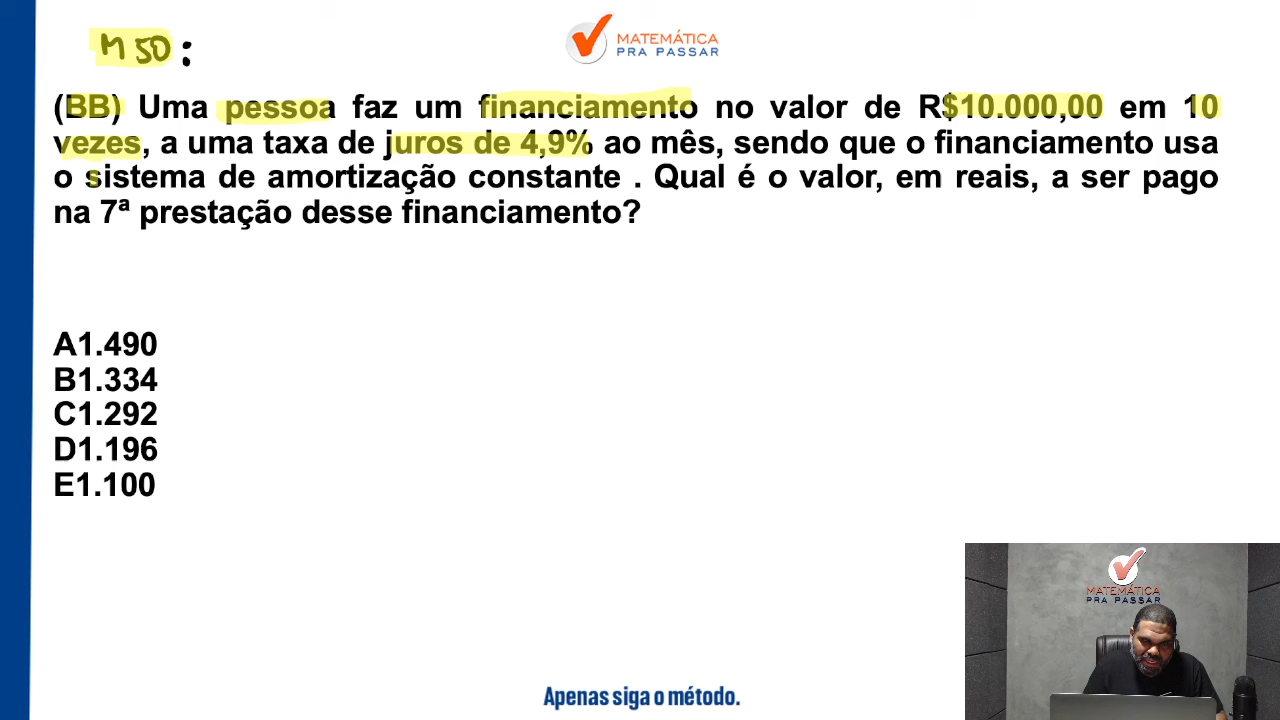 M50:
MATEMÁTICA
PRA PASSAR
(BB) Uma pessoa faz um financiamento no valor de R$10.000,00 em 10
vezes, a uma taxa de juros de 4,9% ao mês, sendo que o financiamento usa
o sistema de amortização constante . Qual é o valor, em reais, a ser pago
na 7ª prestação desse financiamento?
A1.490
B1.334
C1.292
D1.196
E1.100
MATEMÁTICA
PRA PASSAR
Apenas siga o método.